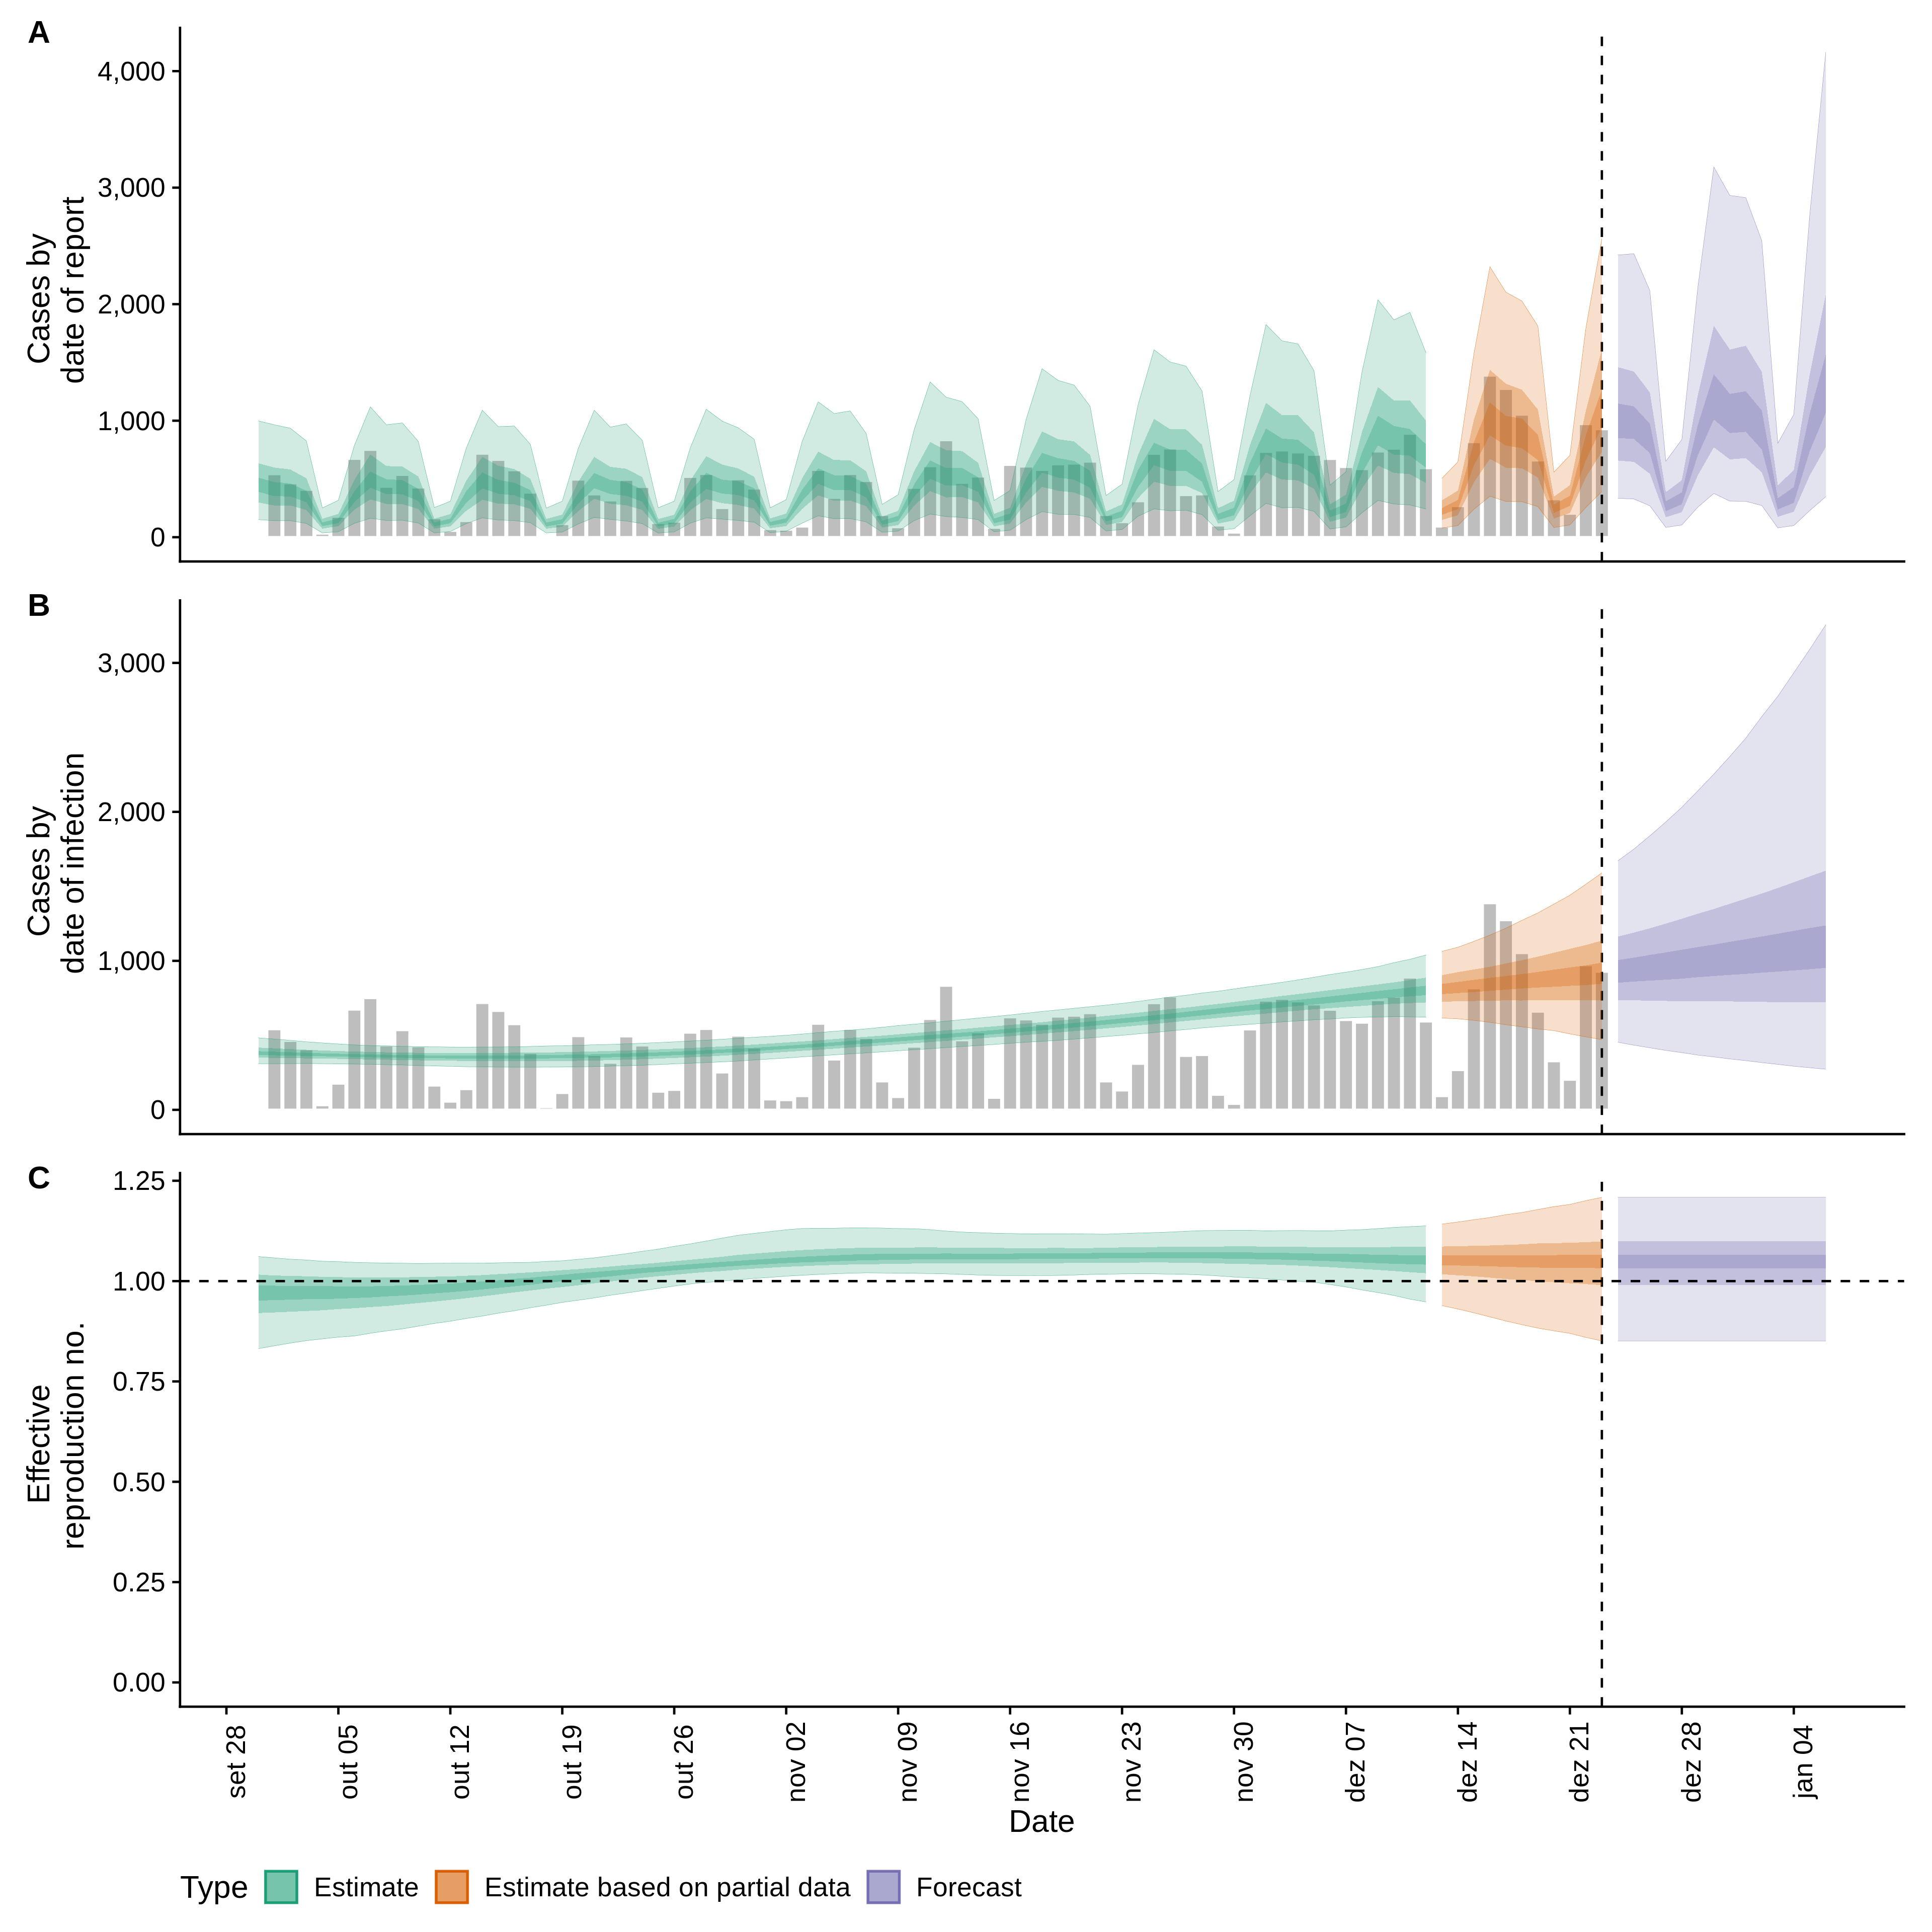 A
Cases by
date of report
4,000
3,000
2,000
1,000
0
B
Cases by
date of infection
3,000
2,000
1,000
0
C
Effective
reproduction no.
1.25
1.00
0.75
0.50
0.25
0.00
set 28
out 05
out 12
out 19
out 26
nov 02
nov 09
nov 16
nov 23
nov 30
dez 07
dez 14
dez 21
dez 28
jan 04
Date
Type Estimate Estimate based on partial data Forecast